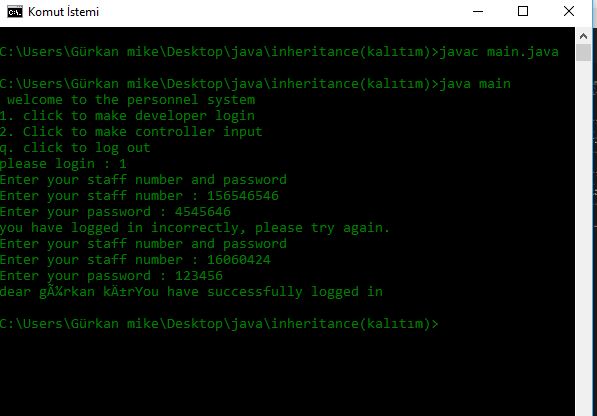 Komut İstemi
C:\Users\Gürkan mike\Desktop\java\inheritance(kalıtım)>javac main.java
C:\Users\Gürkan mike\Desktop\java\inheritance(kalıtım)>java main
welcome to the personnel system
1. click to make developer login
2. Click to make controller input
q. click to log out
please login : 1
Enter your staff number and password
Enter your staff number : 156546546
Enter your password : 4545646
you have logged in incorrectly, please try again.
Enter your staff number and password
Enter your staff number : 16060424
Enter your password : 123456
dear gÃ¼rkan kÄ±rYou have successfully logged in
C:\Users\Gürkan mike\Desktop\java\inheritance(kalıtım)>